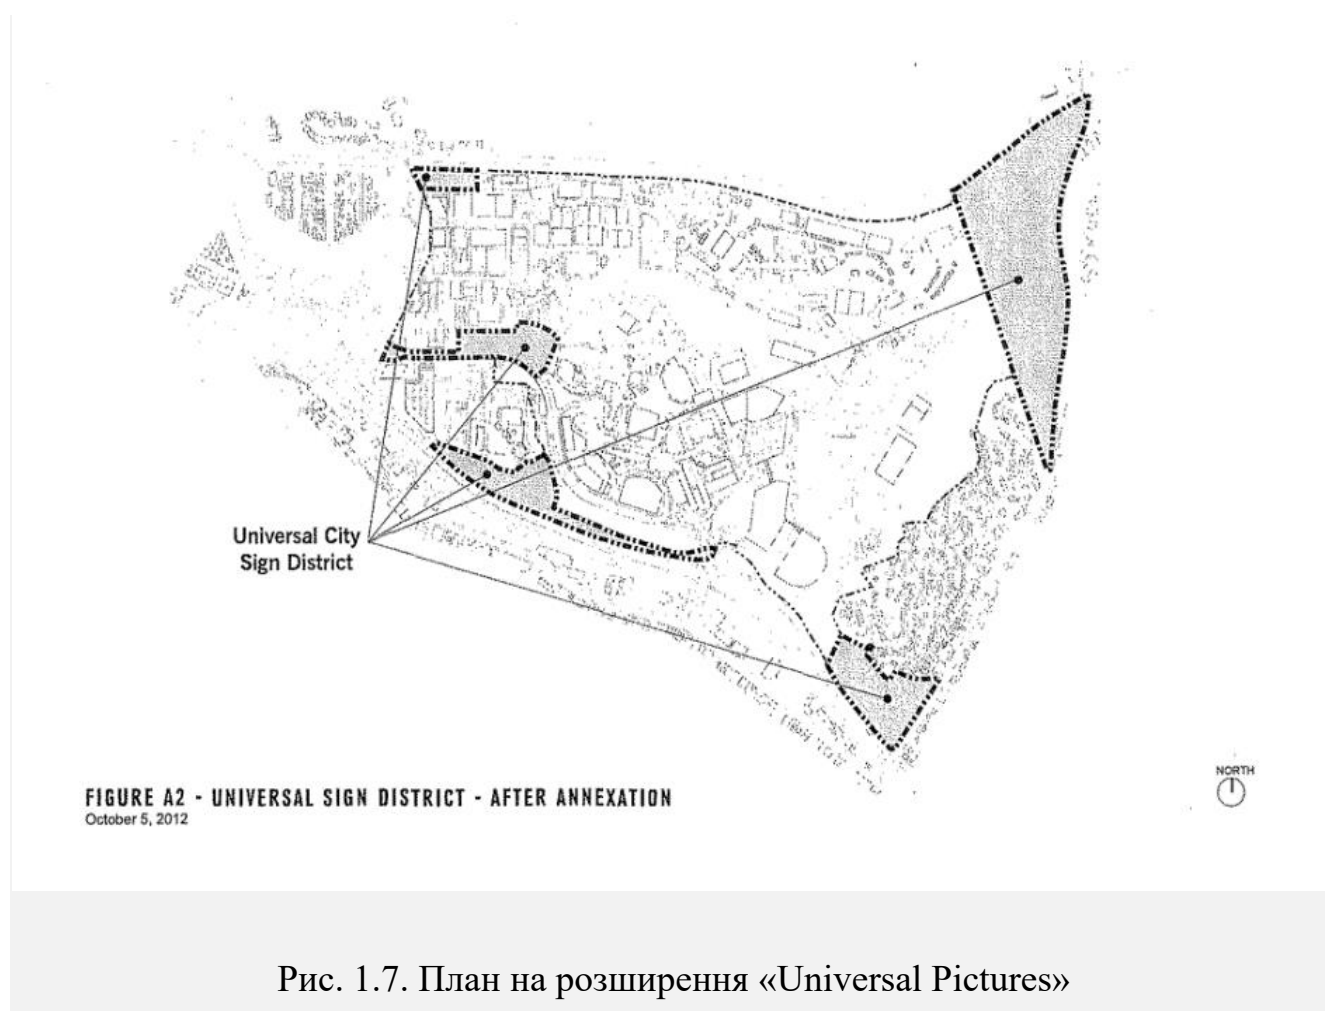 Universal City
Sign District
FIGURE A2 - UNIVERSAL SIGN DISTRICT - AFTER ANNEXATION
October 5, 2012
NORTH
Рис. 1.7. План на розширення «Universal Pictures»